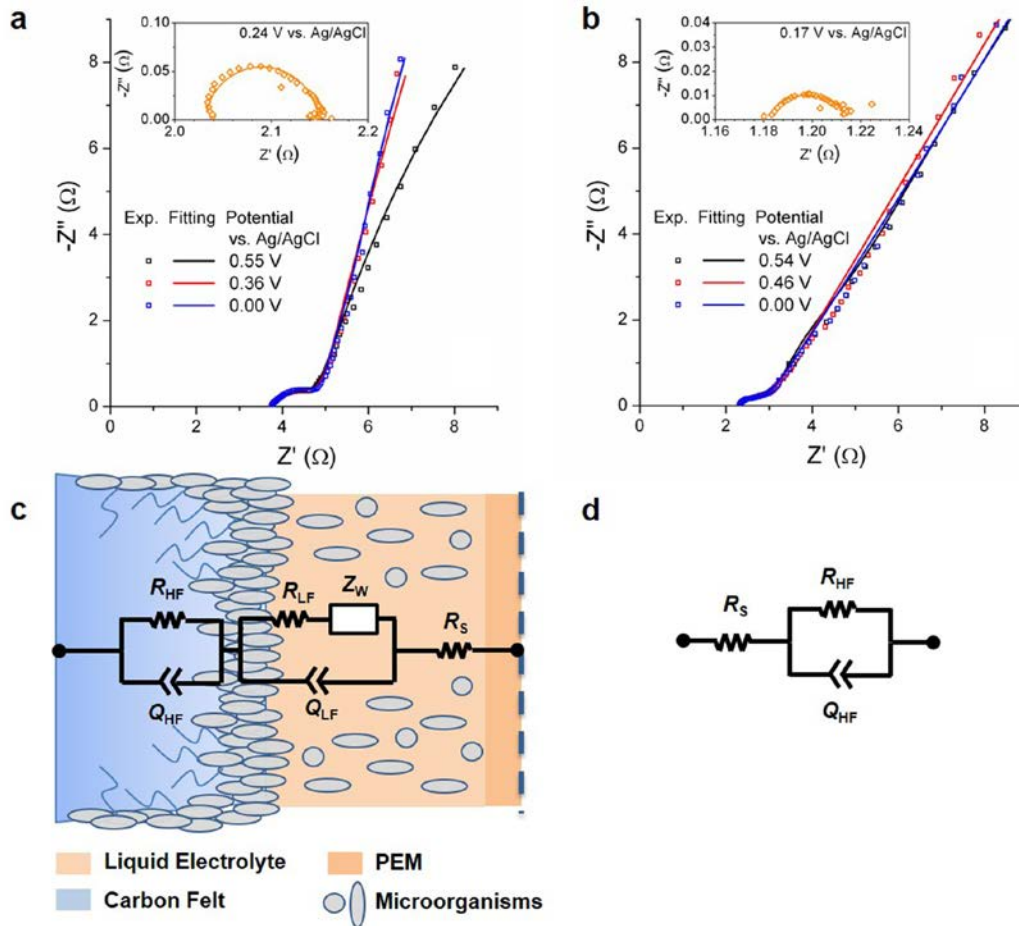 a
0.10
0.05
0.00
-Z'' (Ω)
0.24 V vs. Ag/AgCl
2.0 2.1 2.2
Z' (Ω)
8
6
4
2
0
-Z'' (Ω)
Exp. Fitting Potential
vs. Ag/AgCl
0.55 V
0.36 V
0.00 V
0 2 4 6 8
Z' (Ω)
b
0.04
0.03
0.02
0.01
0.00
-Z'' (Ω)
0.17 V vs. Ag/AgCl
1.16 1.18 1.20 1.22 1.24
Z' (Ω)
8
6
4
2
0
-Z'' (Ω)
Exp. Fitting Potential
vs. Ag/AgCl
0.54 V
0.46 V
0.00 V
0 2 4 6 8
Z' (Ω)
c
RHF
RLF
ZW
RS
QHF
QLF
Liquid Electrolyte
PEM
Carbon Felt
Microorganisms
d
RS
RHF
QHF